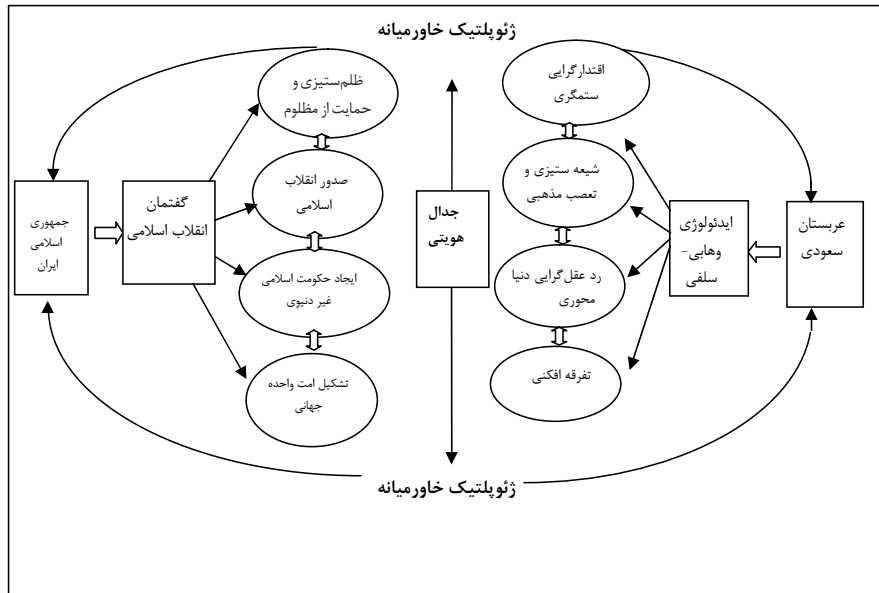 ژئوپلتیک خاورمیانه
اقتدارگرایی
ستمگری
شیعه ستیزی و
تعصب مذهبی
رد عقل‌گرایی دنیا
محوری
تفرقه افکنی
عربستان
سعودی
ایدئولوژی
وهابی-
سلفی
جدال
هویتی
ظلم‌ستیزی و
حمایت از مظلوم
صدور انقلاب
اسلامی
ایجاد حکومت اسلامی
غیر دنیوی
تشکیل امت واحده
جهانی
گفتمان
انقلاب اسلامی
جمهوری
اسلامی
ایران
ژئوپلتیک خاورمیانه